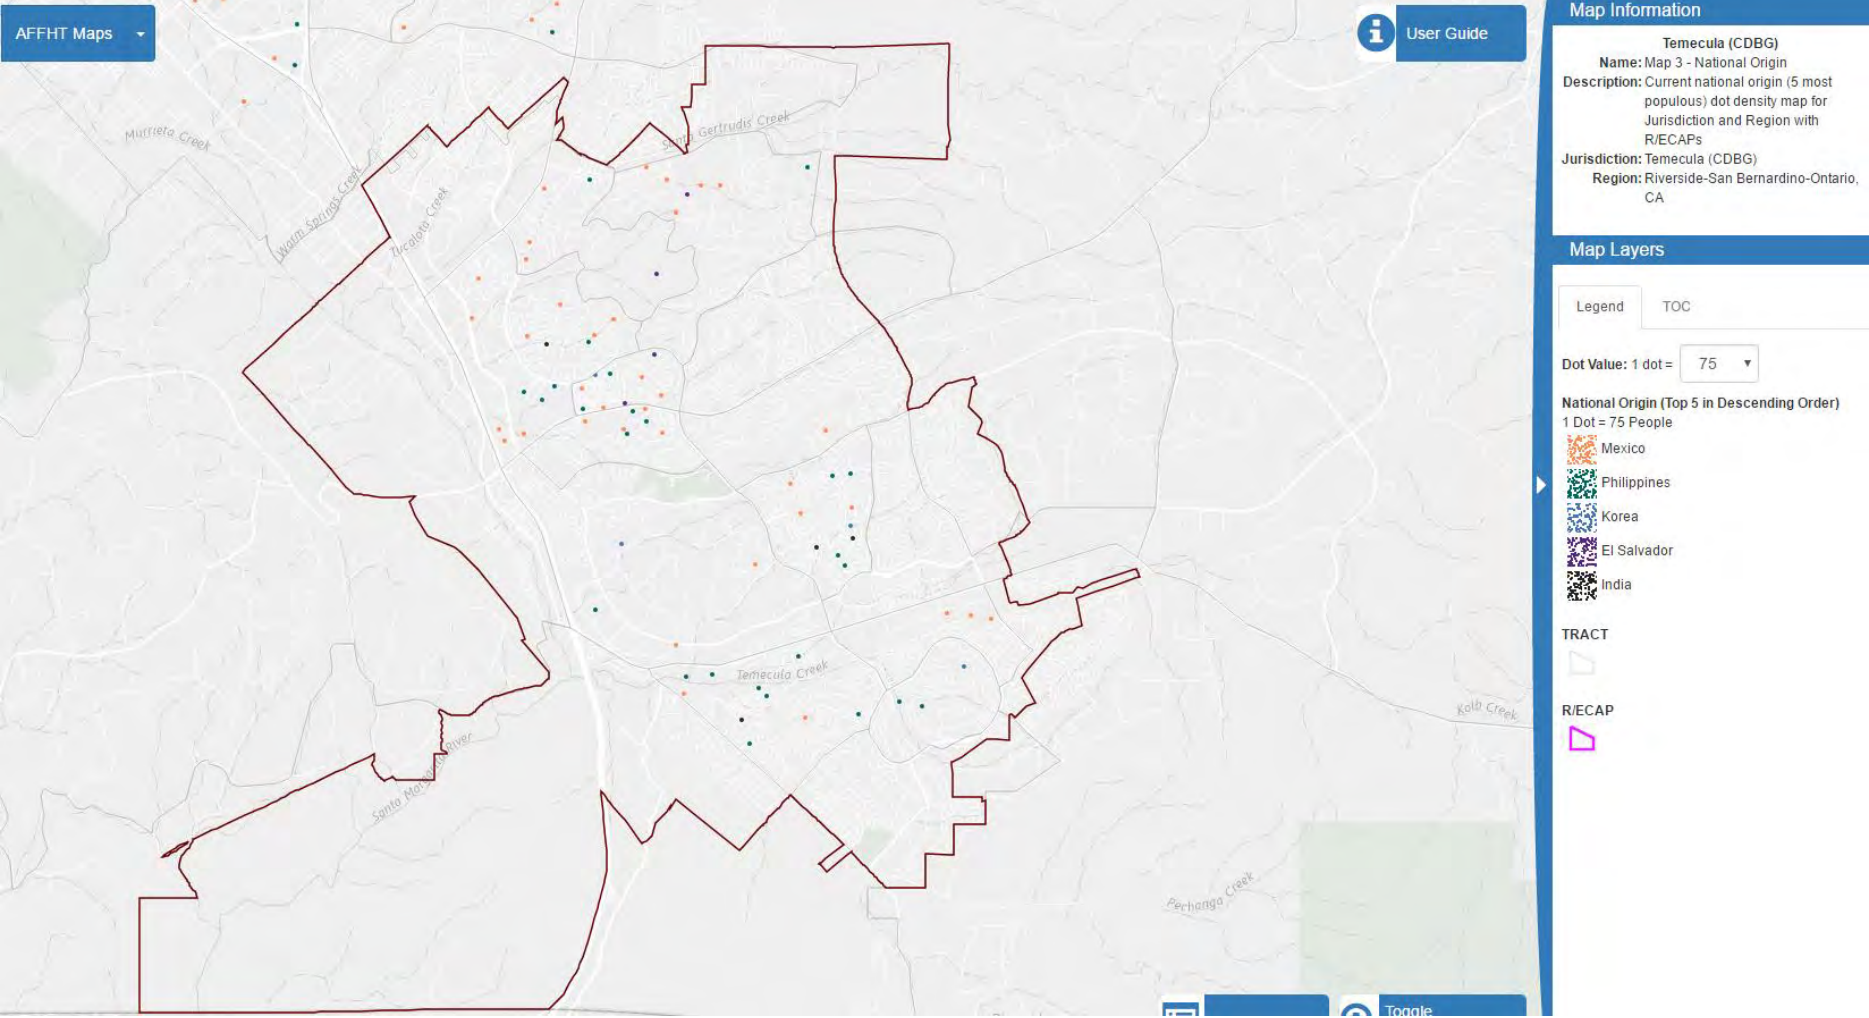 AFFHT Maps
User Guide
Murrieta Creek
Warm Springs Creek
Tucalota Creek
Santa Gertrudis Creek
Temecula Creek
Santa Margarita River
Kolb Creek
Pechanga Creek
Toggle
Map Information
Temecula (CDBG)
Name: Map 3 - National Origin
Description: Current national origin (5 most
populous) dot density map for
Jurisdiction and Region with
R/ECAPs
Jurisdiction: Temecula (CDBG)
Region: Riverside-San Bernardino-Ontario,
CA
Map Layers
Legend TOC
Dot Value: 1 dot = 75
National Origin (Top 5 in Descending Order)
1 Dot = 75 People
Mexico
Philippines
Korea
El Salvador
India
TRACT
R/ECAP